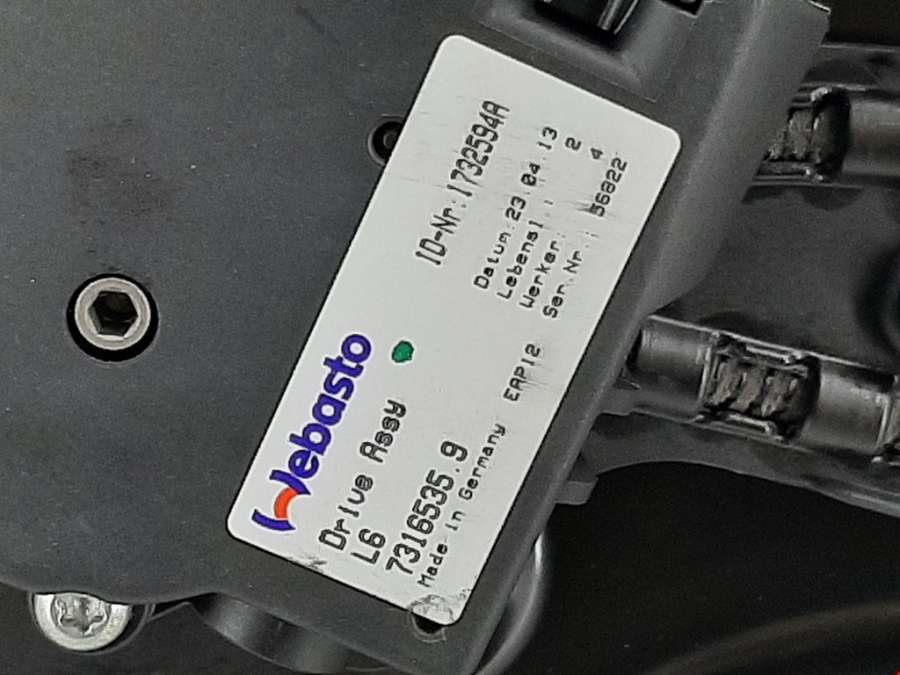 Webasto
Drive Assy
L6
7316535.9
Made in Germany
EAP12
ID-Nr:1732594A
Datum:23.04.13
Lebensl.: 2
Werker: 4
Ser.Nr.: 56822